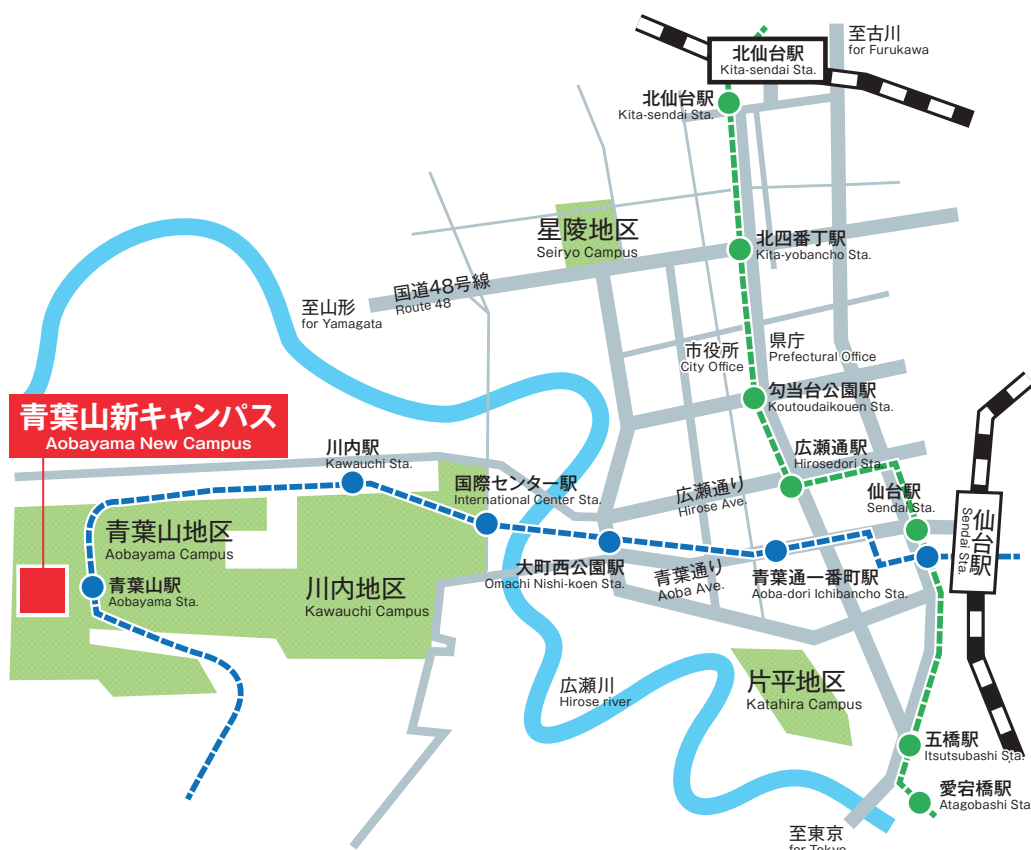 至古川
for Furukawa
北仙台駅
Kita-sendai Sta.
北仙台駅
Kita-sendai Sta.
星陵地区
Seiryo Campus
北四番丁駅
Kita-yobancho Sta.
国道48号線
Route 48
至山形
for Yamagata
市役所
City Office
県庁
Prefectural Office
勾当台公園駅
Koutoudaikouen Sta.
青葉山新キャンパス
Aobayama New Campus
川内駅
Kawauchi Sta.
広瀬通駅
Hirosedori Sta.
国際センター駅
International Center Sta.
広瀬通り
Hirose Ave.
仙台駅
Sendai Sta.
仙台駅
Sendai Sta.
青葉山地区
Aobayama Campus
大町西公園駅
Omachi Nishi-koen Sta.
青葉通り
Aoba Ave.
青葉通一番町駅
Aoba-dori Ichibancho Sta.
青葉山駅
Aobayama Sta.
川内地区
Kawauchi Campus
広瀬川
Hirose river
片平地区
Katahira Campus
五橋駅
Itsutsubashi Sta.
愛宕橋駅
Atagobashi Sta
至東京
for Tokyo